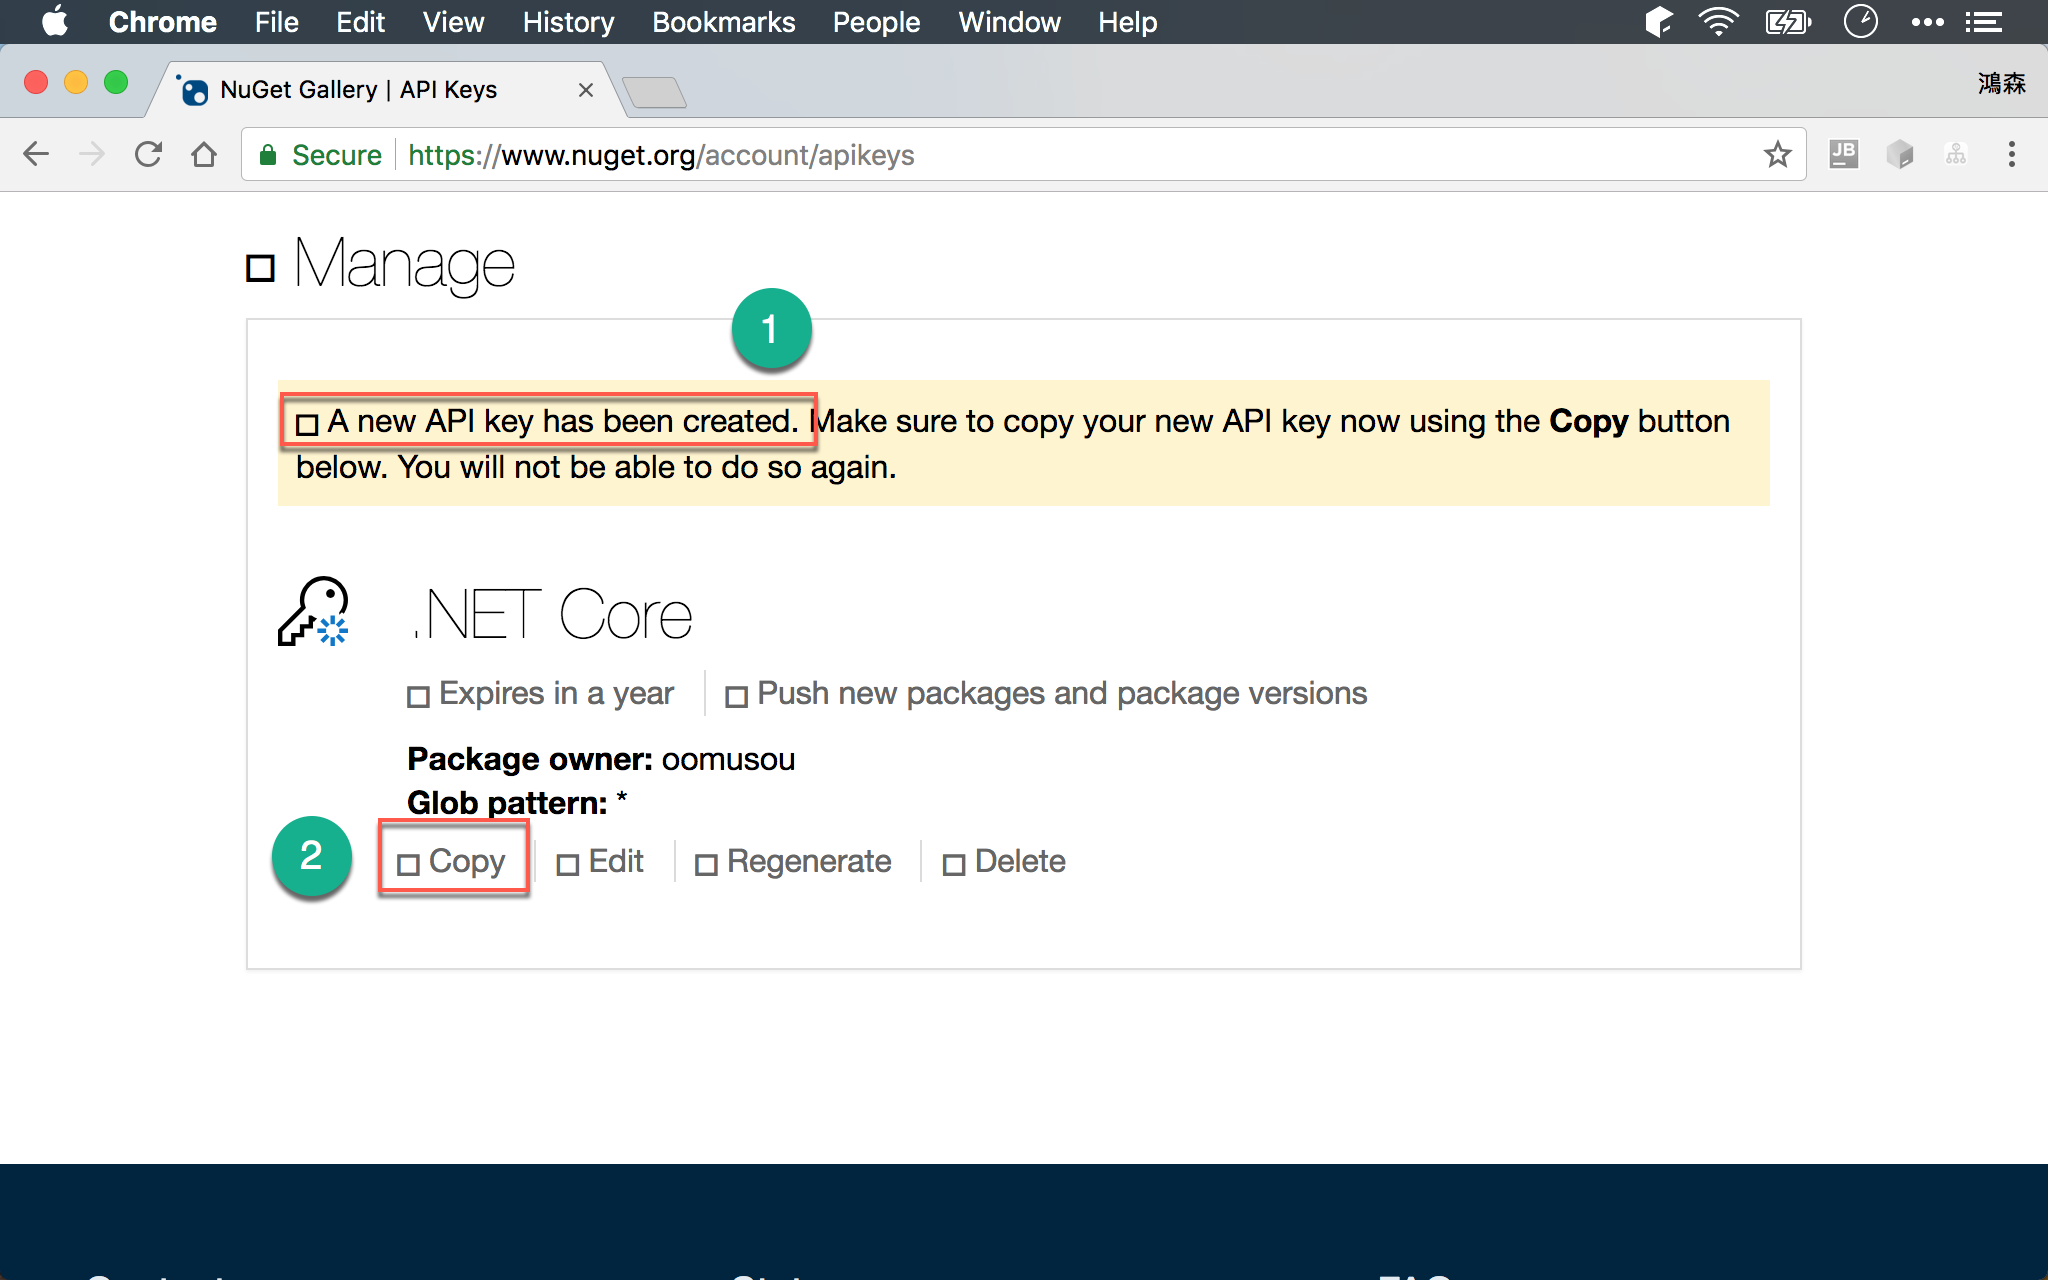 Chrome File Edit View History Bookmarks People Window Help
NuGet Gallery | API Keys
鴻森
Secure https://www.nuget.org/account/apikeys
JB
Manage
1
A new API key has been created. Make sure to copy your new API key now using the Copy button
below. You will not be able to do so again.
.NET Core
Expires in a year Push new packages and package versions
Package owner: oomusou
Glob pattern: *
2
Copy Edit Regenerate Delete